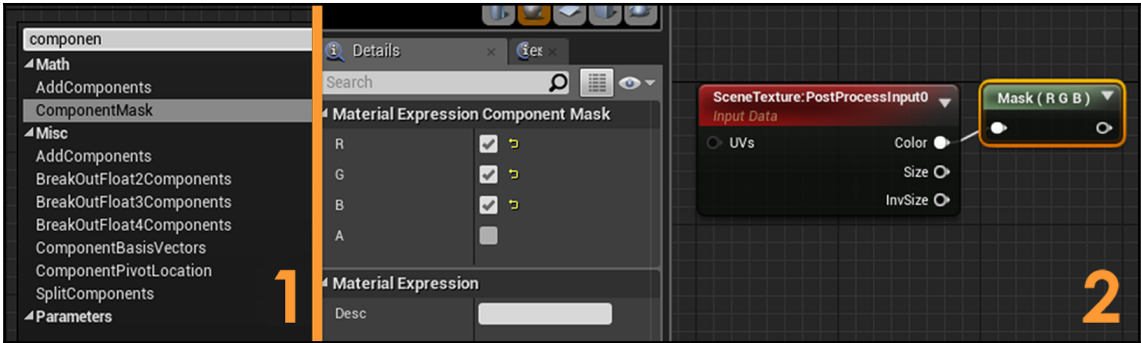 componen
Math
AddComponents
ComponentMask
Misc
AddComponents
BreakOutFloat2Components
BreakOutFloat3Components
BreakOutFloat4Components
ComponentBasisVectors
ComponentPivotLocation
SplitComponents
Parameters
1
Details
Search
Material Expression Component Mask
R
G
B
A
Material Expression
Desc
SceneTexture:PostProcessInput0
Input Data
UVs
Color
Size
InvSize
Mask ( R G B )
2